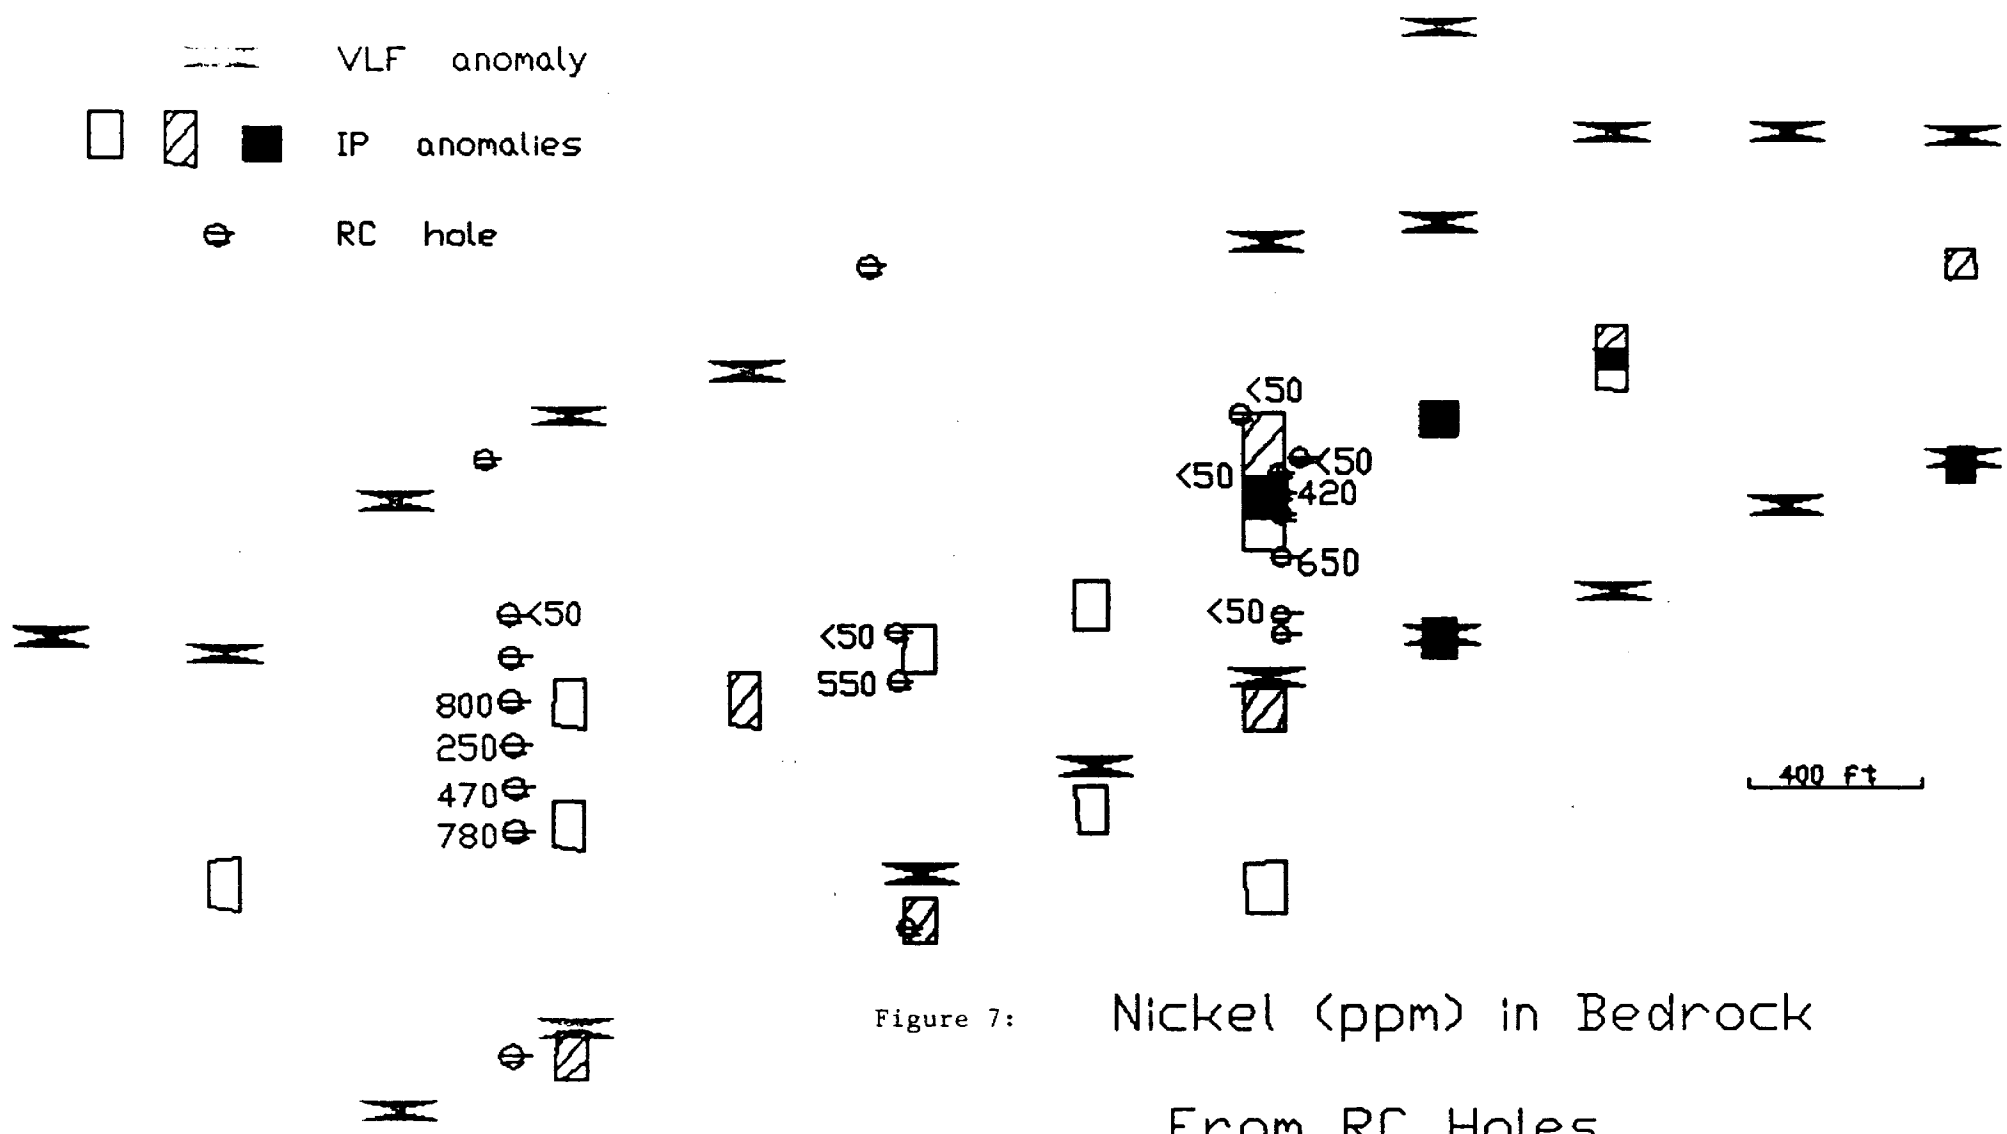 VLF anomaly
IP anomalies
RC hole
<50
<50
<50
420
650
<50
<50
<50
550
800
250
470
780
400 ft
Figure 7: Nickel (ppm) in Bedrock
From RC Holes